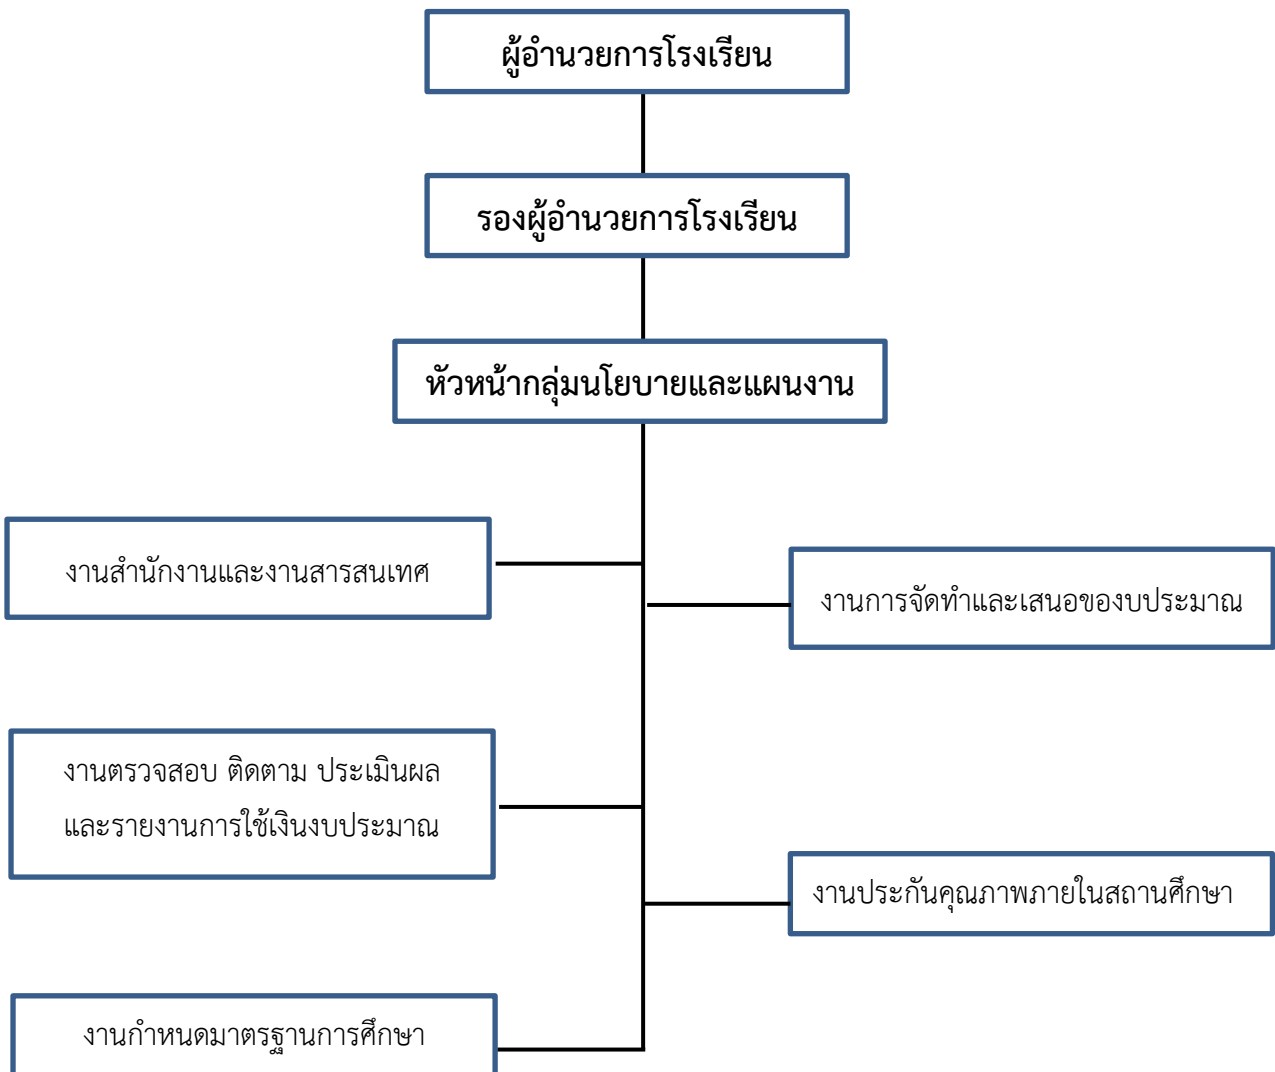 ผู้อำนวยการโรงเรียน
รองผู้อำนวยการโรงเรียน
หัวหน้ากลุ่มนโยบายและแผนงาน
งานสำนักงานและงานสารสนเทศ
งานการจัดทำและเสนอของบประมาณ
งานตรวจสอบ ติดตาม ประเมินผล
และรายงานการใช้เงินงบประมาณ
งานประกันคุณภาพภายในสถานศึกษา
งานกำหนดมาตรฐานการศึกษา